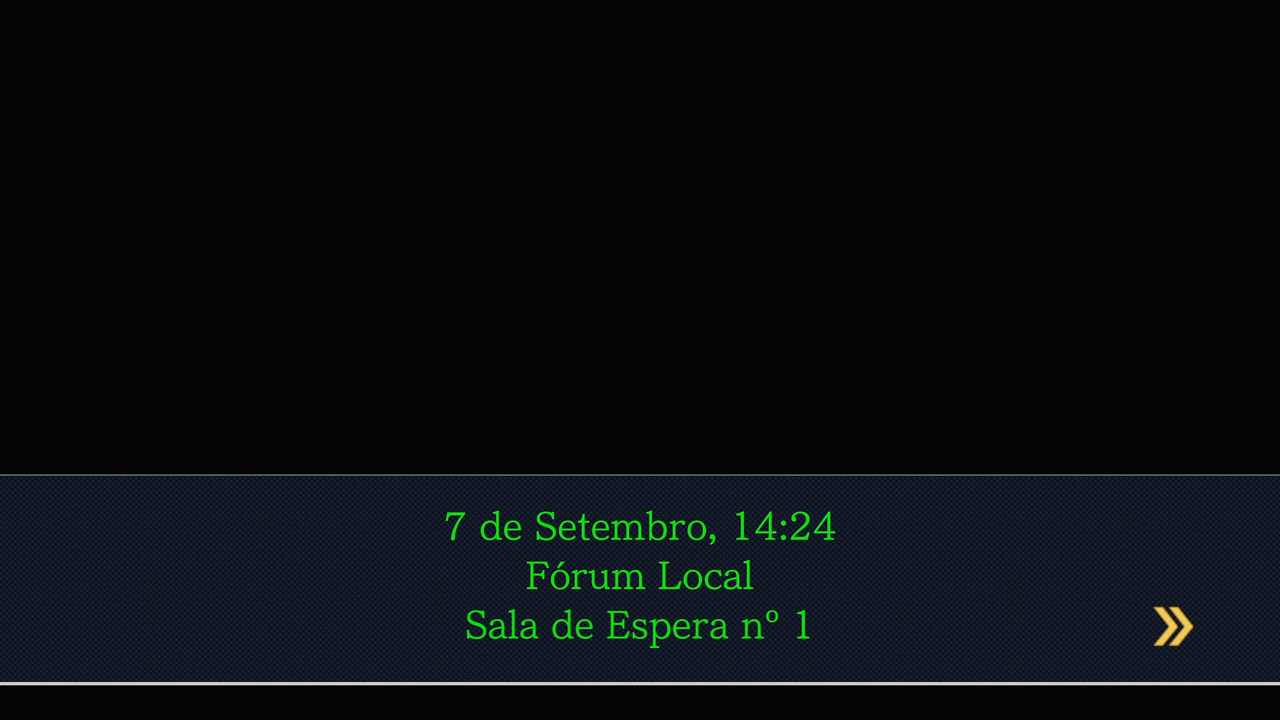 7 de Setembro, 14:24
Fórum Local
Sala de Espera nº 1